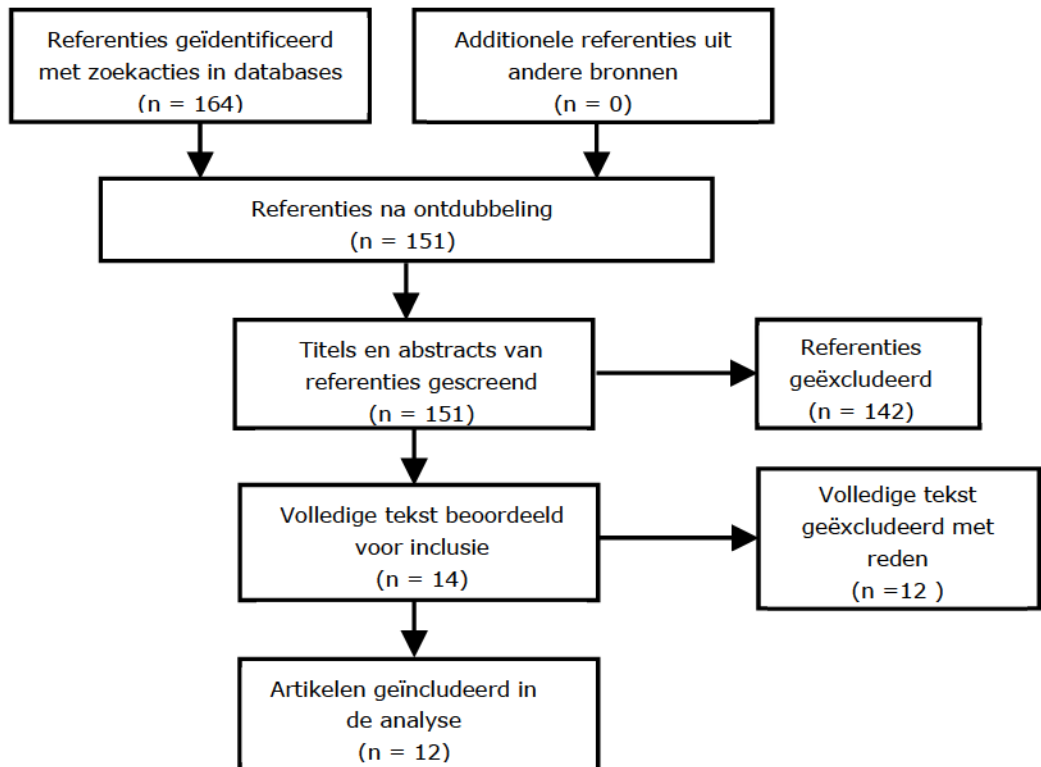 Referenties geïdentificeerd
met zoekacties in databases
(n = 164)
Additionele referenties uit
andere bronnen
(n = 0)
Referenties na ontdubbeling
(n = 151)
Titels en abstracts van
referenties gescreend
(n = 151)
Referenties
geëxcludeerd
(n = 142)
Volledige tekst beoordeeld
voor inclusie
(n = 14)
Volledige tekst
geëxcludeerd met
reden
(n =12 )
Artikelen geïncludeerd in
de analyse
(n = 12)